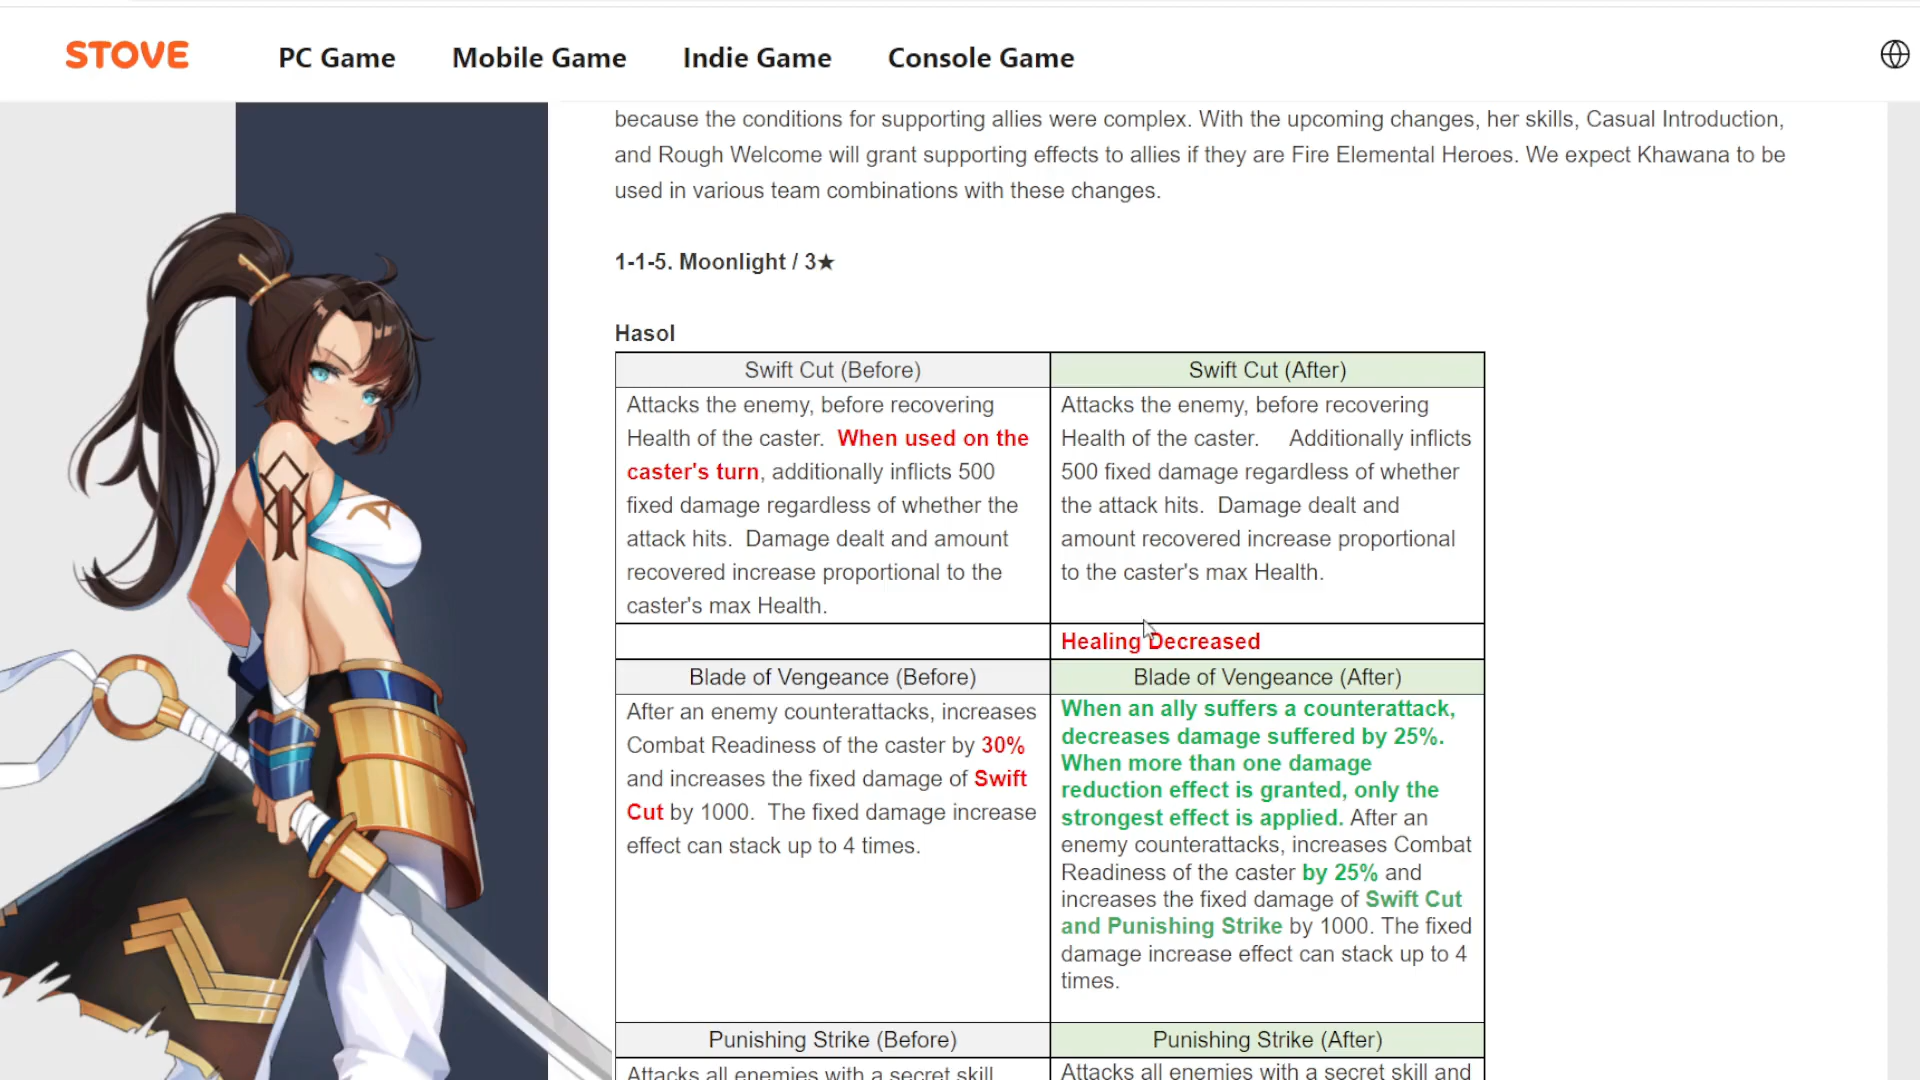 STOVE
PC Game
Mobile Game
Indie Game
Console Game
because the conditions for supporting allies were complex. With the upcoming changes, her skills, Casual Introduction,
and Rough Welcome will grant supporting effects to allies if they are Fire Elemental Heroes. We expect Khawana to be
used in various team combinations with these changes.
1-1-5. Moonlight / 3★
Hasol
Swift Cut (Before)
Swift Cut (After)
Attacks the enemy, before recovering
Health of the caster. When used on the
caster's turn, additionally inflicts 500
fixed damage regardless of whether the
attack hits. Damage dealt and amount
recovered increase proportional to the
caster's max Health.
Attacks the enemy, before recovering
Health of the caster. Additionally inflicts
500 fixed damage regardless of whether
the attack hits. Damage dealt and
amount recovered increase proportional
to the caster's max Health.
Healing Decreased
Blade of Vengeance (Before)
Blade of Vengeance (After)
After an enemy counterattacks, increases
Combat Readiness of the caster by 30%
and increases the fixed damage of Swift
Cut by 1000. The fixed damage increase
effect can stack up to 4 times.
When an ally suffers a counterattack,
decreases damage suffered by 25%.
When more than one damage
reduction effect is granted, only the
strongest effect is applied. After an
enemy counterattacks, increases Combat
Readiness of the caster by 25% and
increases the fixed damage of Swift Cut
and Punishing Strike by 1000. The fixed
damage increase effect can stack up to 4
times.
Punishing Strike (Before)
Punishing Strike (After)
Attacks all enemies with a secret skill
Attacks all enemies with a secret skill and